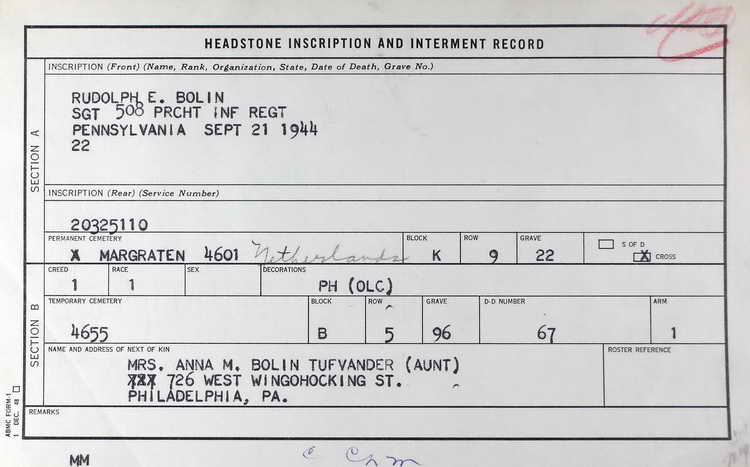 HEADSTONE INSCRIPTION AND INTERMENT RECORD
SECTION A
INSCRIPTION (Front) (Name, Rank, Organization, State, Date of Death, Grave No.)
RUDOLPH E. BOLIN
SGT 508 PRCHT INF REGT
PENNSYLVANIA SEPT 21 1944
22
INSCRIPTION (Rear) (Service Number)
20325110
PERMANENT CEMETERY BLOCK ROW GRAVE
X MARGRATEN 4601 Netherlands K 9 22
S OF D
X CROSS
SECTION B
CREED RACE SEX DECORATIONS
1 1 PH (OLC)
TEMPORARY CEMETERY BLOCK ROW GRAVE D-D NUMBER ARM
4655 B 5 96 67 1
NAME AND ADDRESS OF NEXT OF KIN ROSTER REFERENCE
MRS. ANNA M. BOLIN TUFVANDER (AUNT)
726 WEST WINGOHOCKING ST.
PHILADELPHIA, PA.
REMARKS
ABMC FORM-1
1 DEC. 48
MM